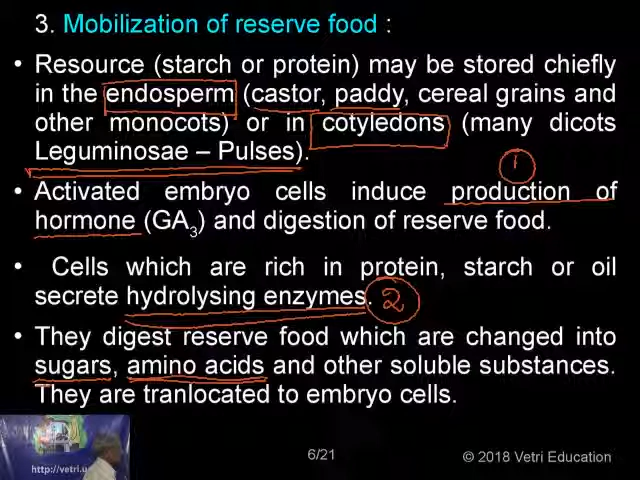 3. Mobilization of reserve food :
• Resource (starch or protein) may be stored chiefly
in the endosperm (castor, paddy, cereal grains and
other monocots) or in cotyledons (many dicots
Leguminosae – Pulses).
1
• Activated embryo cells induce production of
hormone (GA3) and digestion of reserve food.
• Cells which are rich in protein, starch or oil
secrete hydrolysing enzymes. 2
• They digest reserve food which are changed into
sugars, amino acids and other soluble substances.
They are tranlocated to embryo cells.
6/21
© 2018 Vetri Education